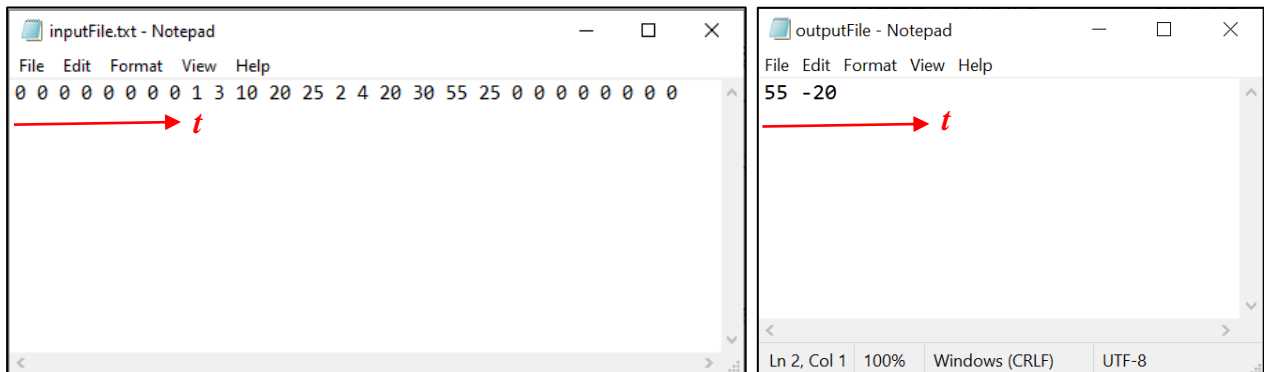 inputFile.txt - Notepad
File Edit Format View Help
0 0 0 0 0 0 0 0 1 3 10 20 25 2 4 20 30 55 25 0 0 0 0 0 0 0 0
t
outputFile - Notepad
File Edit Format View Help
55 -20
t
Ln 2, Col 1 100% Windows (CRLF) UTF-8